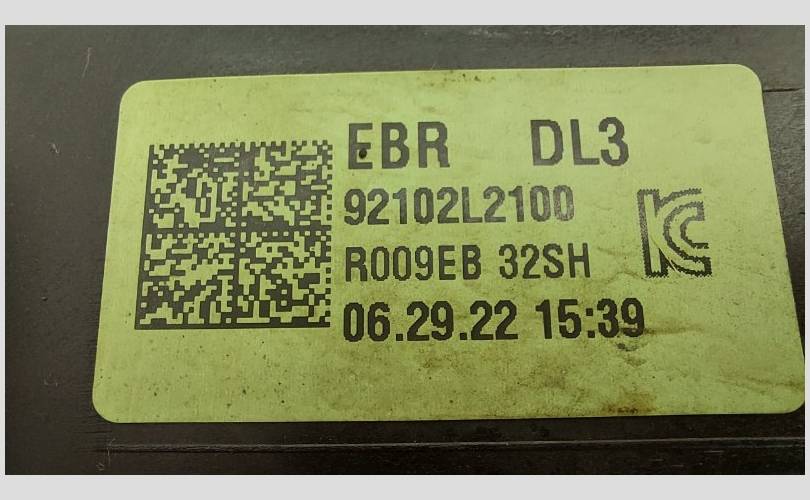 EBR DL3
92102L2100
R009EB 32SH
06.29.22 15:39